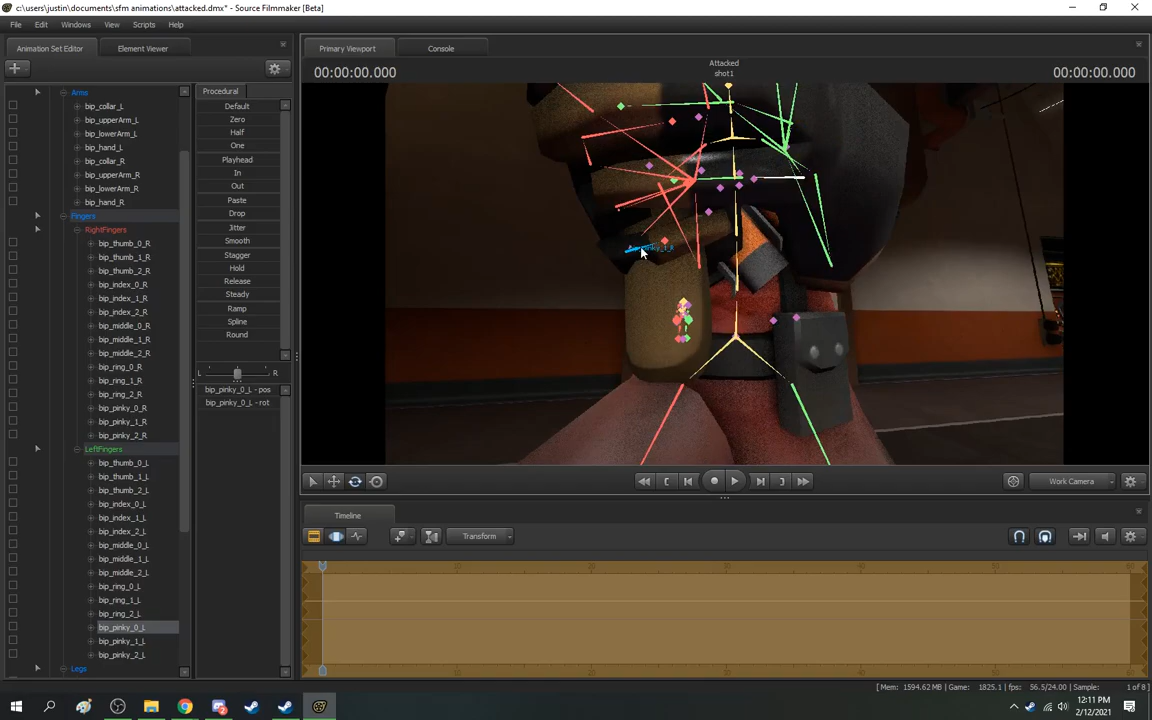 c:\users\justin\documents\sfm animations\attacked.dmx* - Source Filmmaker [Beta]
File Edit Windows View Scripts Help
Animation Set Editor Element Viewer
Primary Viewport Console
00:00:00.000
Attacked
shot1
00:00:00.000
Arms
bip_collar_L
bip_upperArm_L
bip_lowerArm_L
bip_hand_L
bip_collar_R
bip_upperArm_R
bip_lowerArm_R
bip_hand_R
Fingers
RightFingers
bip_thumb_0_R
bip_thumb_1_R
bip_thumb_2_R
bip_index_0_R
bip_index_1_R
bip_index_2_R
bip_middle_0_R
bip_middle_1_R
bip_middle_2_R
bip_ring_0_R
bip_ring_1_R
bip_ring_2_R
bip_pinky_0_R
bip_pinky_1_R
bip_pinky_2_R
LeftFingers
bip_thumb_0_L
bip_thumb_1_L
bip_thumb_2_L
bip_index_0_L
bip_index_1_L
bip_index_2_L
bip_middle_0_L
bip_middle_1_L
bip_middle_2_L
bip_ring_0_L
bip_ring_1_L
bip_ring_2_L
bip_pinky_0_L
bip_pinky_1_L
bip_pinky_2_L
Legs
Procedural
Default
Zero
Half
One
Playhead
In
Out
Paste
Drop
Jitter
Smooth
Stagger
Hold
Release
Steady
Ramp
Spline
Round
L R
bip_pinky_0_L - pos
bip_pinky_0_L - rot
Work Camera
Timeline
Transform
[ Mem: 1594.62 MB | Game: 1825.1, fps: 56.5/24.00 Sample: 1 of 8 ]
12:11 PM
2/12/2021